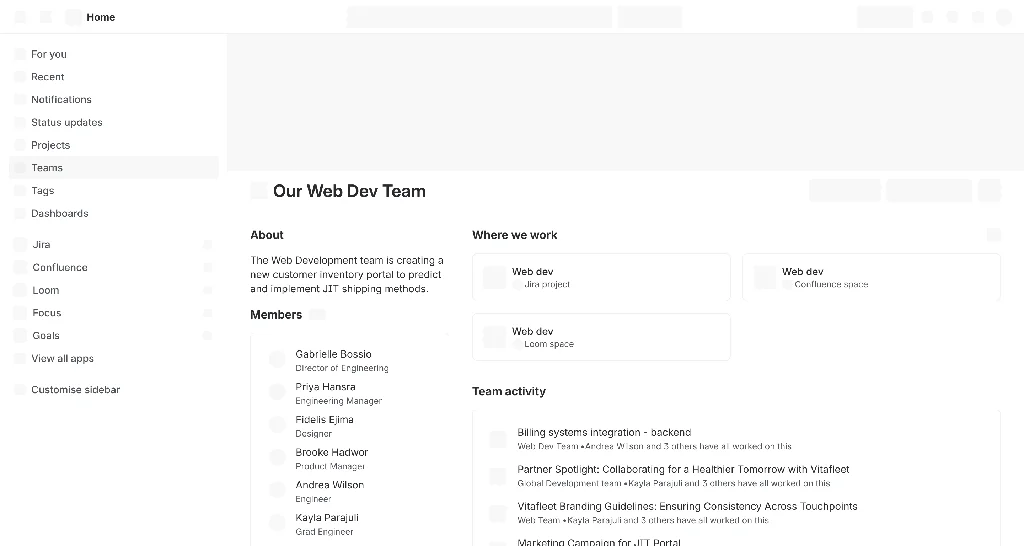 Home
For you
Recent
Notifications
Status updates
Projects
Teams
Tags
Dashboards
Jira
Confluence
Loom
Focus
Goals
View all apps
Customise sidebar
Our Web Dev Team
About
The Web Development team is creating a
new customer inventory portal to predict
and implement JIT shipping methods.
Members
Gabrielle Bossio
Director of Engineering
Priya Hansra
Engineering Manager
Fidelis Ejima
Designer
Brooke Hadwor
Product Manager
Andrea Wilson
Engineer
Kayla Parajuli
Grad Engineer
Where we work
Web dev
Jira project
Web dev
Confluence space
Web dev
Loom space
Team activity
Billing systems integration - backend
Web Dev Team •Andrea Wilson and 3 others have all worked on this
Partner Spotlight: Collaborating for a Healthier Tomorrow with Vitafleet
Global Development team •Kayla Parajuli and 3 others have all worked on this
Vitafleet Branding Guidelines: Ensuring Consistency Across Touchpoints
Web Team •Kayla Parajuli and 3 others have all worked on this
Marketing Campaign for JIT Portal